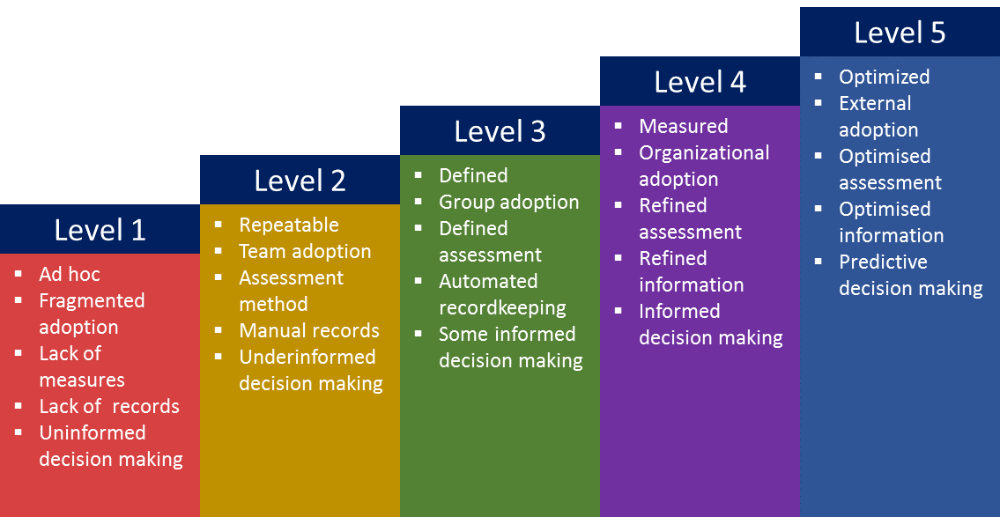 Level 1
Ad hoc
Fragmented
adoption
Lack of
measures
Lack of  records
Uninformed
decision making
Level 2
Repeatable
Team adoption
Assessment
method
Manual records
Underinformed
decision making
Level 3
Defined
Group adoption
Defined
assessment
Automated
recordkeeping
Some informed
decision making
Level 4
Measured
Organizational
adoption
Refined
assessment
Refined
information
Informed
decision making
Level 5
Optimized
External
adoption
Optimised
assessment
Optimised
information
Predictive
decision making